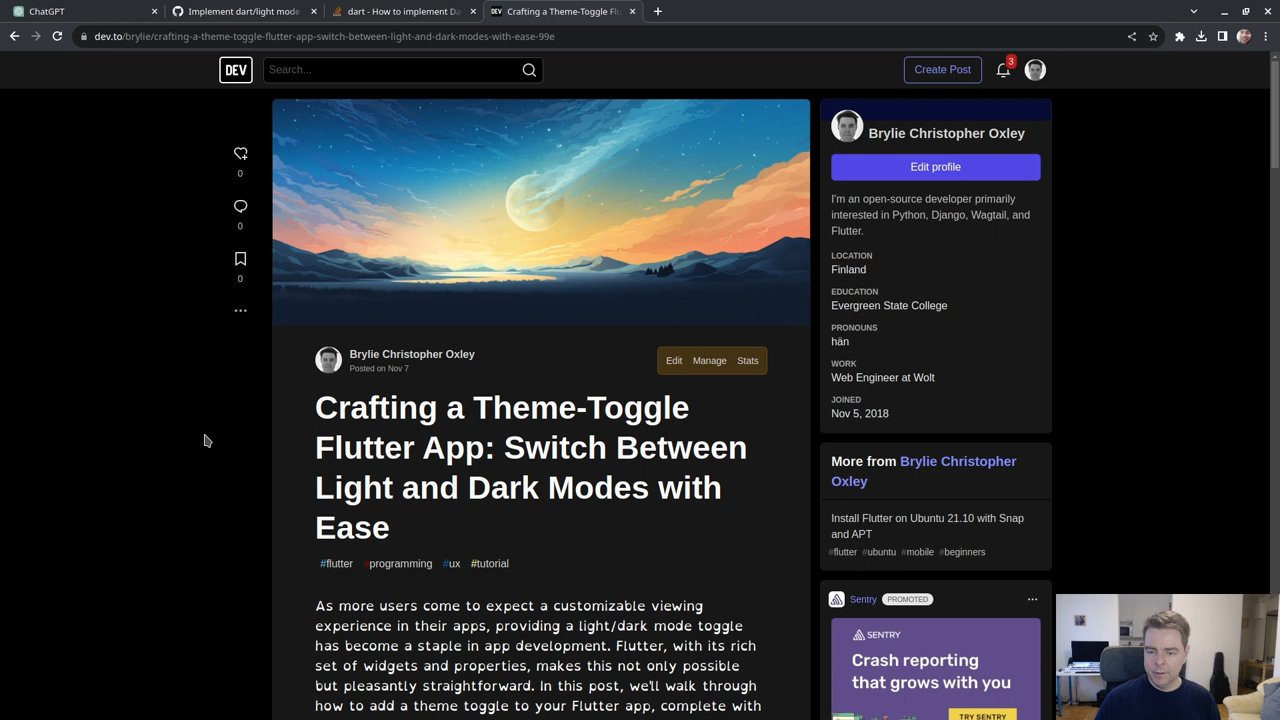 ChatGPT
Implement dart/light mode
dart - How to implement Da
Crafting a Theme-Toggle Flu
dev.to/brylie/crafting-a-theme-toggle-flutter-app-switch-between-light-and-dark-modes-with-ease-99e
DEV
Search...
Create Post
3
0
0
0
Brylie Christopher Oxley
Posted on Nov 7
Edit Manage Stats
Crafting a Theme-Toggle
Flutter App: Switch Between
Light and Dark Modes with
Ease
#flutter #programming #ux #tutorial
As more users come to expect a customizable viewing
experience in their apps, providing a light/dark mode toggle
has become a staple in app development. Flutter, with its rich
set of widgets and properties, makes this not only possible
but pleasantly straightforward. In this post, we'll walk through
how to add a theme toggle to your Flutter app, complete with
Brylie Christopher Oxley
Edit profile
I'm an open-source developer primarily
interested in Python, Django, Wagtail, and
Flutter.
LOCATION
Finland
EDUCATION
Evergreen State College
PRONOUNS
hän
WORK
Web Engineer at Wolt
JOINED
Nov 5, 2018
More from Brylie Christopher
Oxley
Install Flutter on Ubuntu 21.10 with Snap
and APT
#flutter #ubuntu #mobile #beginners
Sentry PROMOTED
SENTRY
Crash reporting
that grows with you
TRY SENTRY